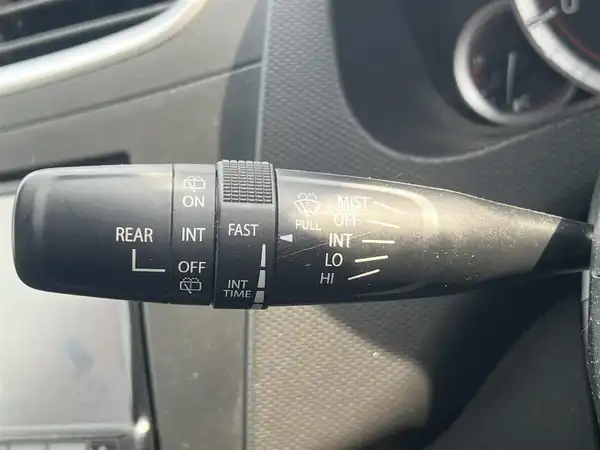 REAR
ON
INT
OFF
FAST
INT
TIME
PULL
MIST
OFF
INT
LO
HI